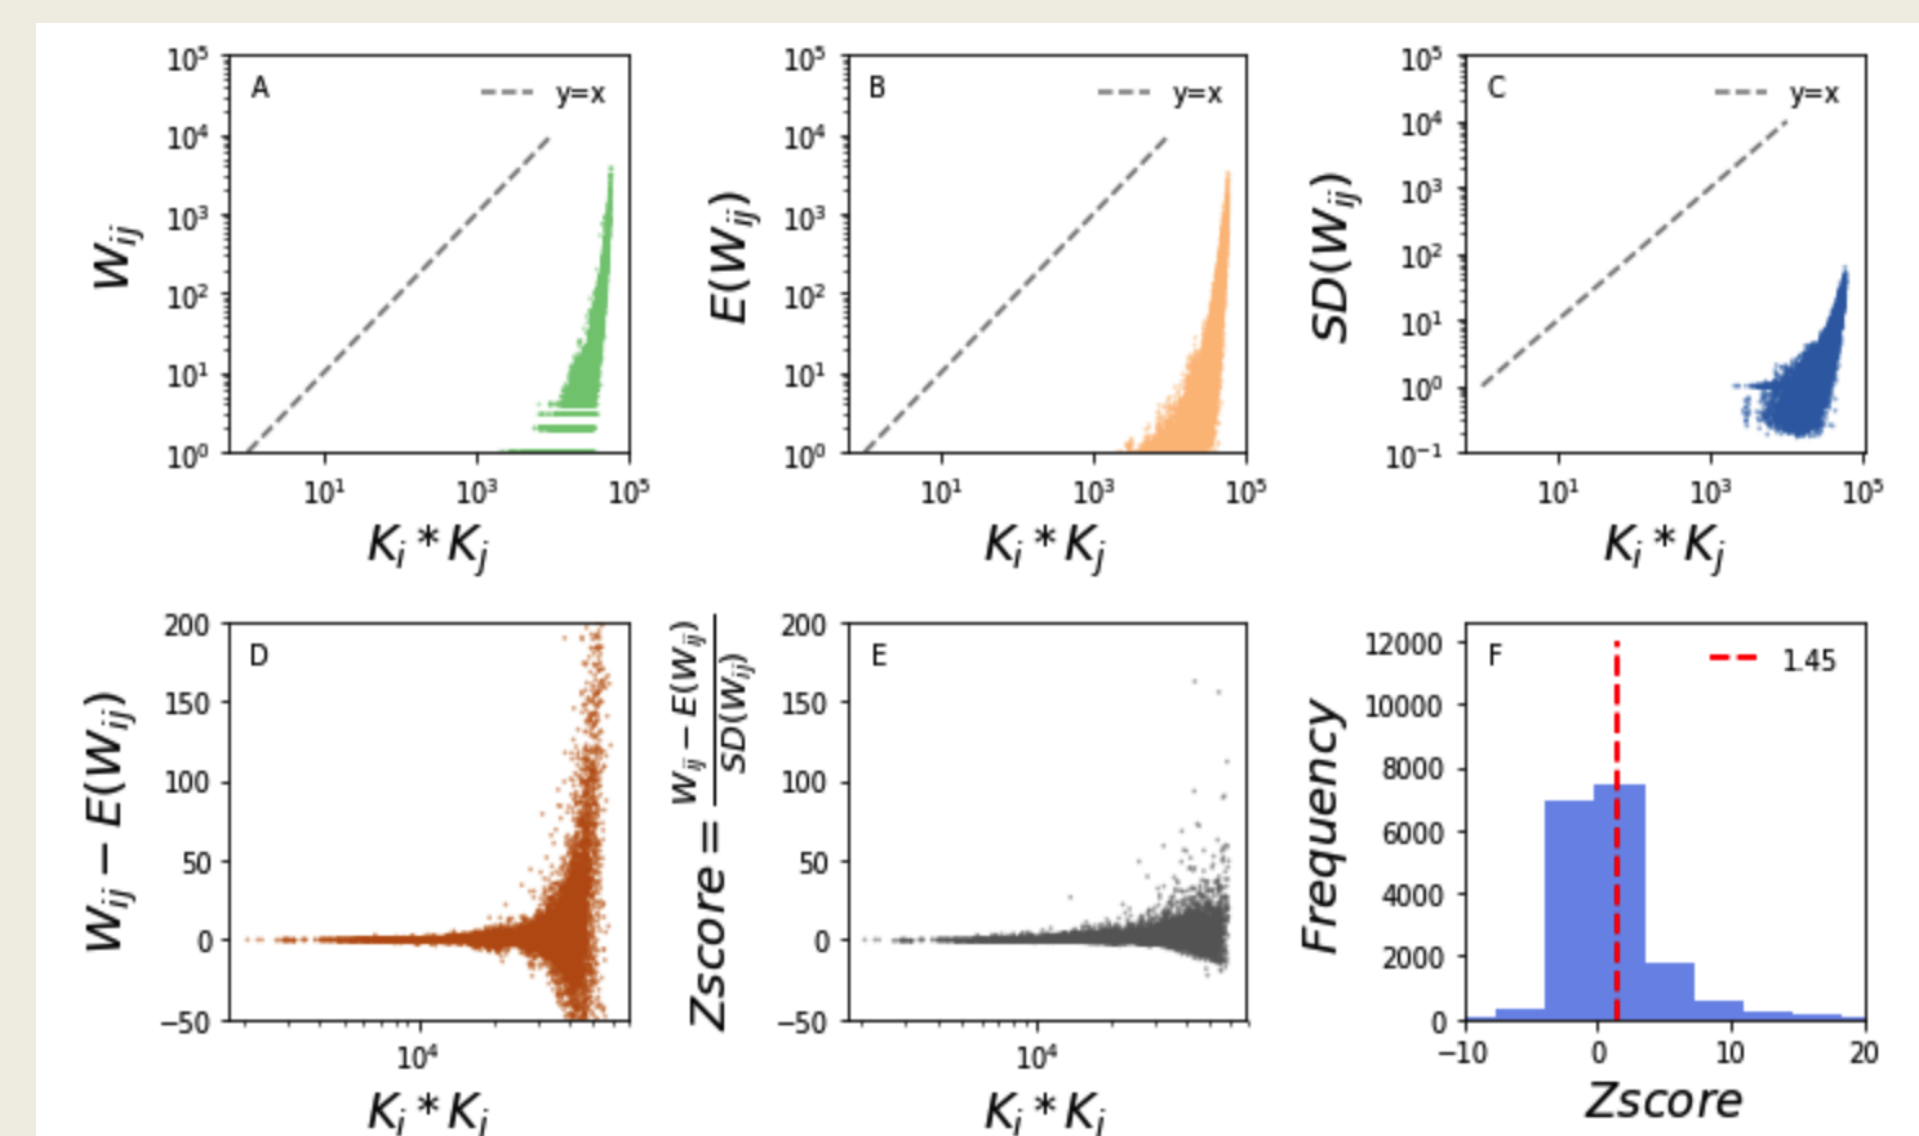 A
y=x
10⁵
10⁴
10³
10²
10¹
10⁰
W_ij
10¹ 10³ 10⁵
K_i * K_j
B
y=x
10⁵
10⁴
10³
10²
10¹
10⁰
E(W_ij)
10¹ 10³ 10⁵
K_i * K_j
C
y=x
10⁵
10⁴
10³
10²
10¹
10⁰
10⁻¹
SD(W_ij)
10¹ 10³ 10⁵
K_i * K_j
D
200
150
100
50
0
−50
W_ij − E(W_ij)
10⁴
K_i * K_j
E
200
150
100
50
0
−50
Zscore = W_ij − E(W_ij) / SD(W_ij)
10⁴
K_i * K_j
F
1.45
12000
10000
8000
6000
4000
2000
0
Frequency
−10 0 10 20
Zscore